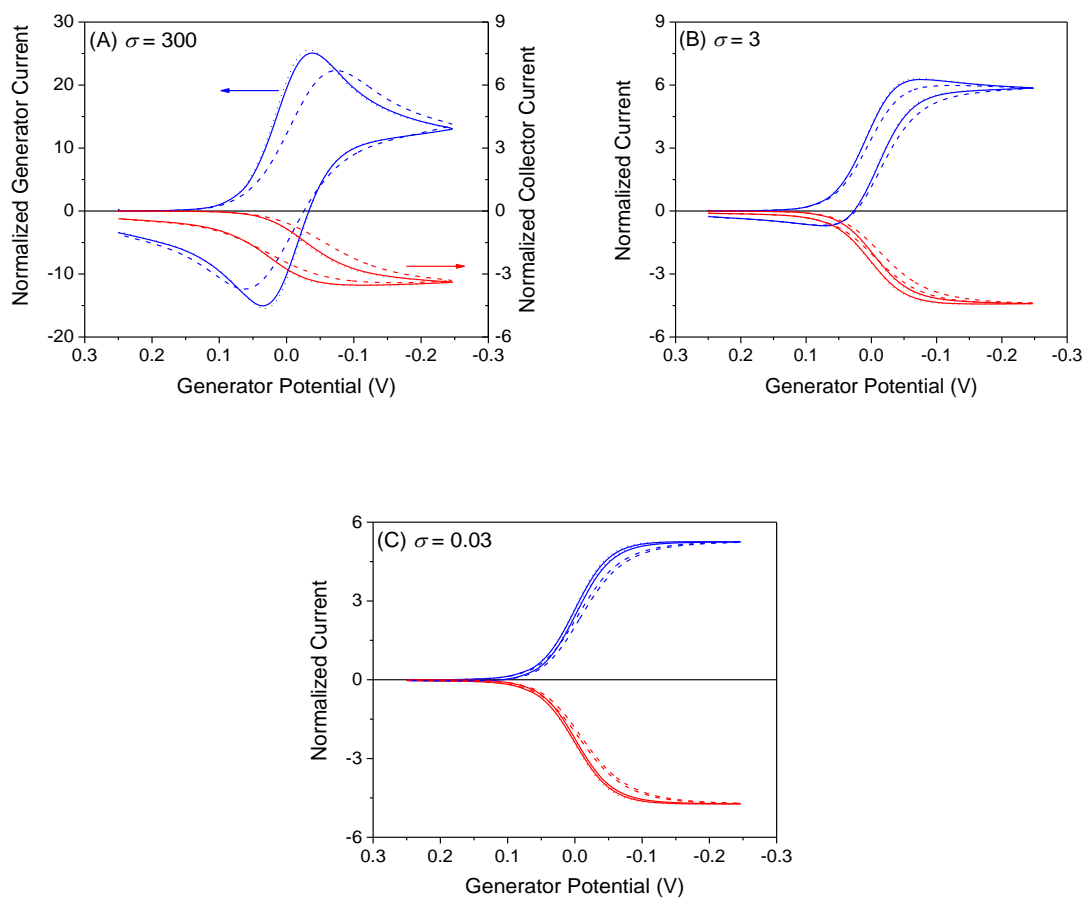 (A) σ = 300
Normalized Generator Current
30
20
10
0
-10
-20
Normalized Collector Current
9
6
3
0
-3
-6
0.3 0.2 0.1 0.0 -0.1 -0.2 -0.3
Generator Potential (V)
(B) σ = 3
Normalized Current
9
6
3
0
-3
-6
0.3 0.2 0.1 0.0 -0.1 -0.2 -0.3
Generator Potential (V)
(C) σ = 0.03
Normalized Current
6
3
0
-3
-6
0.3 0.2 0.1 0.0 -0.1 -0.2 -0.3
Generator Potential (V)